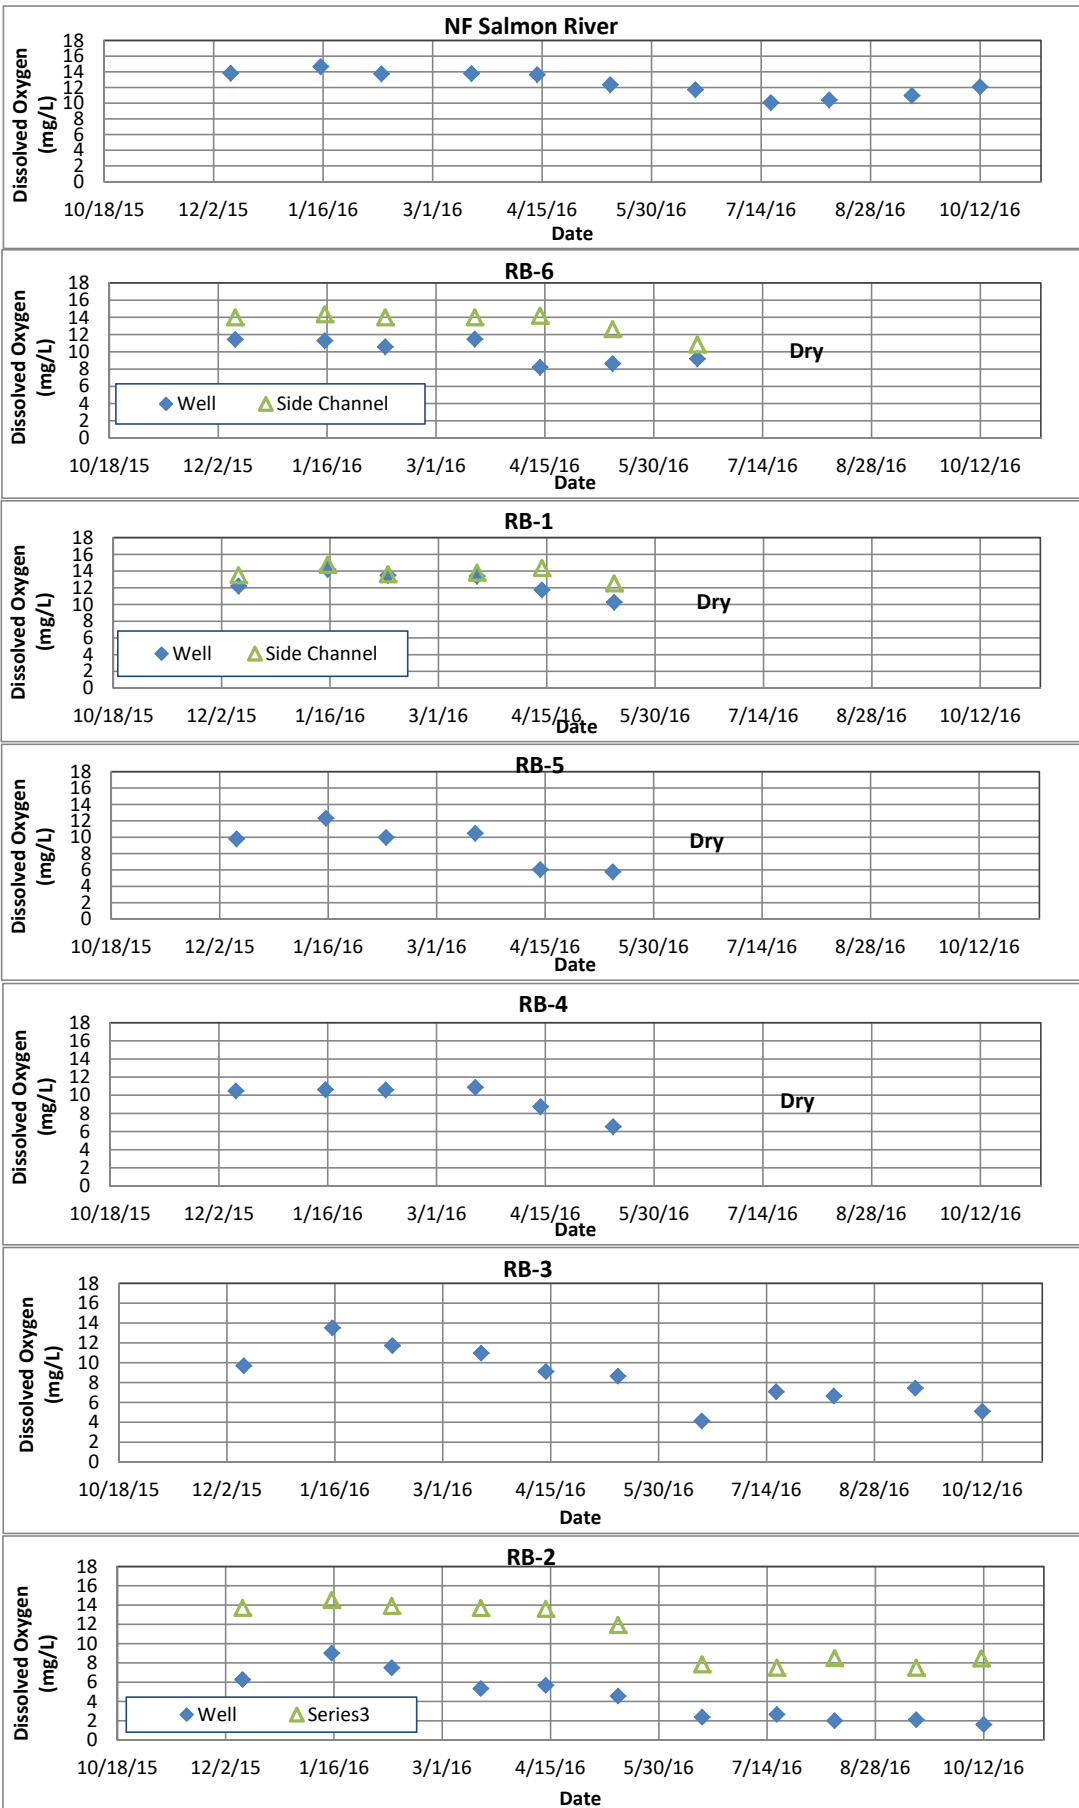 NF Salmon River
Dissolved Oxygen
(mg/L)
18
16
14
12
10
8
6
4
2
0
10/18/15 12/2/15 1/16/16 3/1/16 4/15/16 5/30/16 7/14/16 8/28/16 10/12/16
Date
RB-6
Dissolved Oxygen
(mg/L)
18
16
14
12
10
8
6
4
2
0
Dry
Well Side Channel
10/18/15 12/2/15 1/16/16 3/1/16 4/15/16 5/30/16 7/14/16 8/28/16 10/12/16
Date
RB-1
Dissolved Oxygen
(mg/L)
18
16
14
12
10
8
6
4
2
0
Dry
Well Side Channel
10/18/15 12/2/15 1/16/16 3/1/16 4/15/16 5/30/16 7/14/16 8/28/16 10/12/16
Date
RB-5
Dissolved Oxygen
(mg/L)
18
16
14
12
10
8
6
4
2
0
Dry
10/18/15 12/2/15 1/16/16 3/1/16 4/15/16 5/30/16 7/14/16 8/28/16 10/12/16
Date
RB-4
Dissolved Oxygen
(mg/L)
18
16
14
12
10
8
6
4
2
0
Dry
10/18/15 12/2/15 1/16/16 3/1/16 4/15/16 5/30/16 7/14/16 8/28/16 10/12/16
Date
RB-3
Dissolved Oxygen
(mg/L)
18
16
14
12
10
8
6
4
2
0
10/18/15 12/2/15 1/16/16 3/1/16 4/15/16 5/30/16 7/14/16 8/28/16 10/12/16
Date
RB-2
Dissolved Oxygen
(mg/L)
18
16
14
12
10
8
6
4
2
0
Well Series3
10/18/15 12/2/15 1/16/16 3/1/16 4/15/16 5/30/16 7/14/16 8/28/16 10/12/16
Date